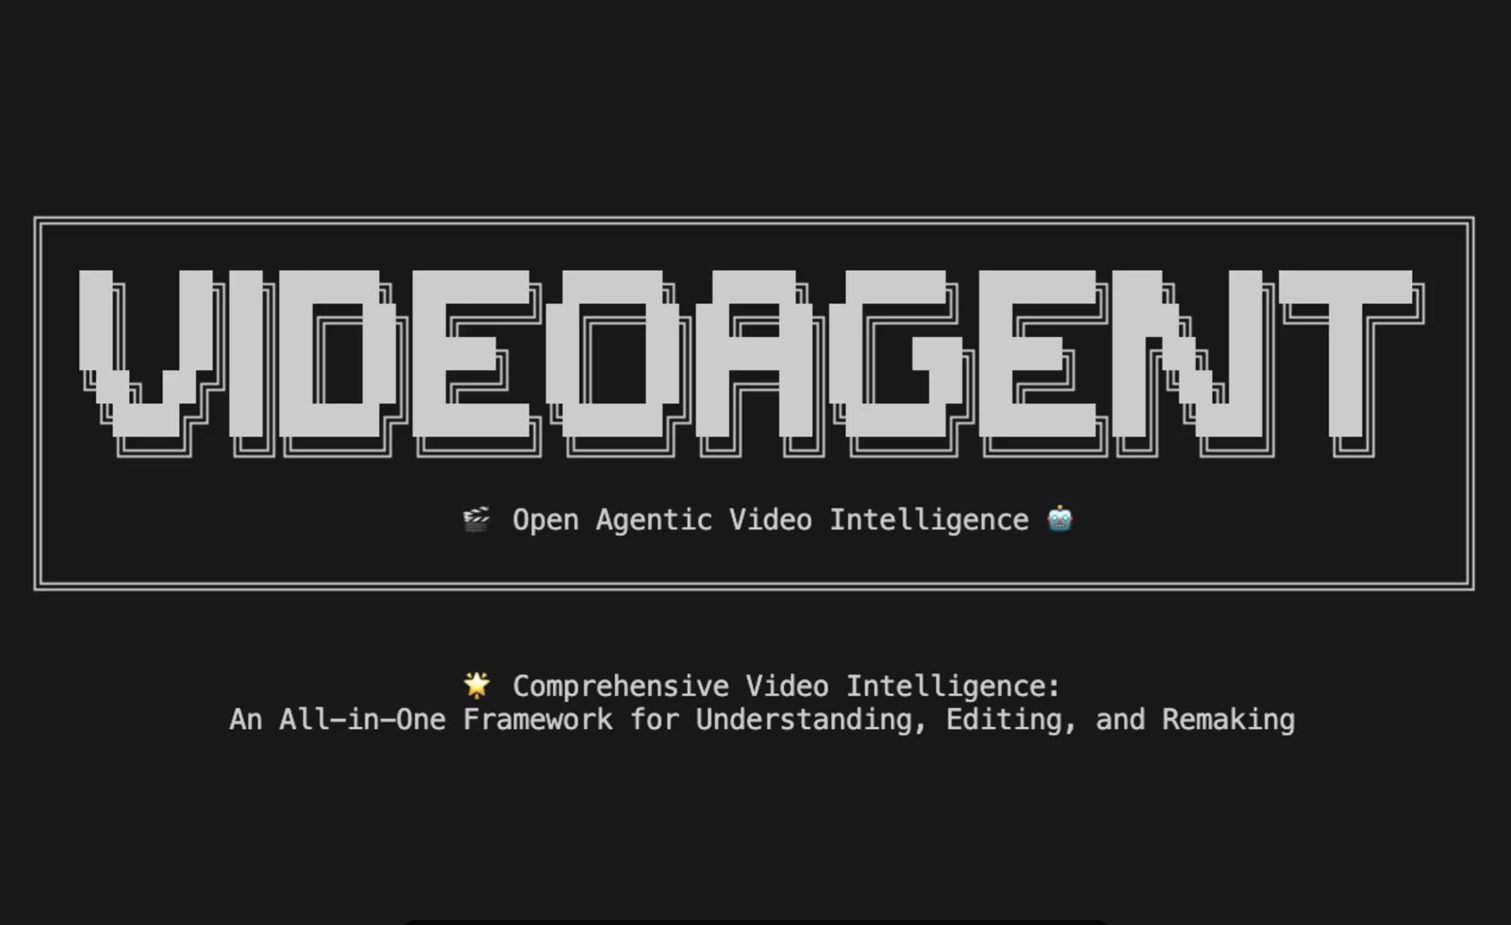 VIDEOAGENT
🎬 Open Agentic Video Intelligence 🤖
🌟 Comprehensive Video Intelligence:
An All-in-One Framework for Understanding, Editing, and Remaking